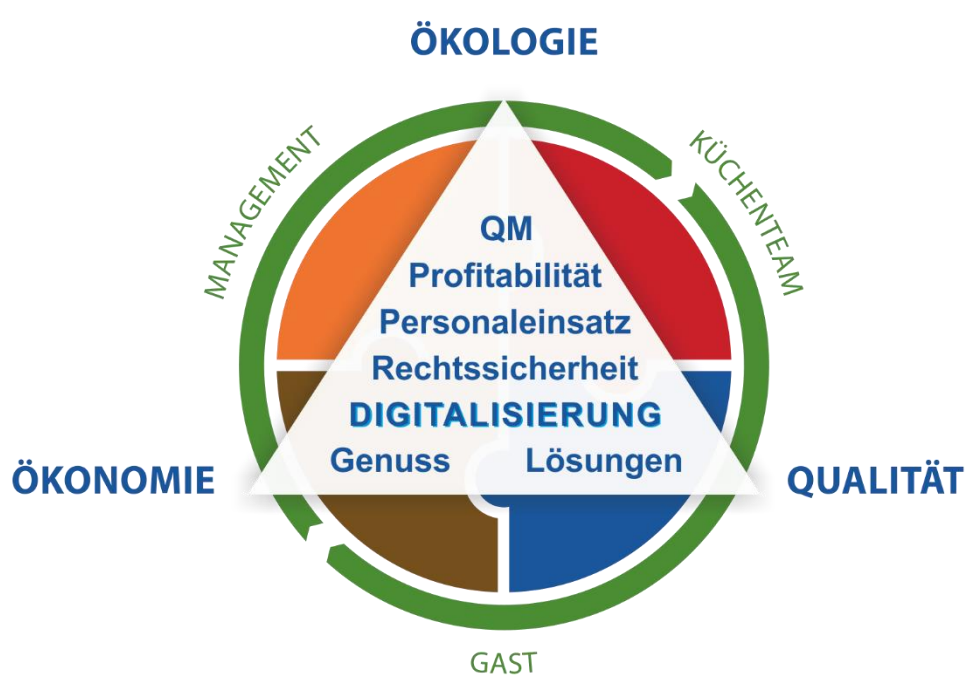 ÖKOLOGIE
MANAGEMENT
KÜCHENTEAM
QM
Profitabilität
Personaleinsatz
Rechtssicherheit
DIGITALISIERUNG
Genuss Lösungen
ÖKONOMIE
QUALITÄT
GAST